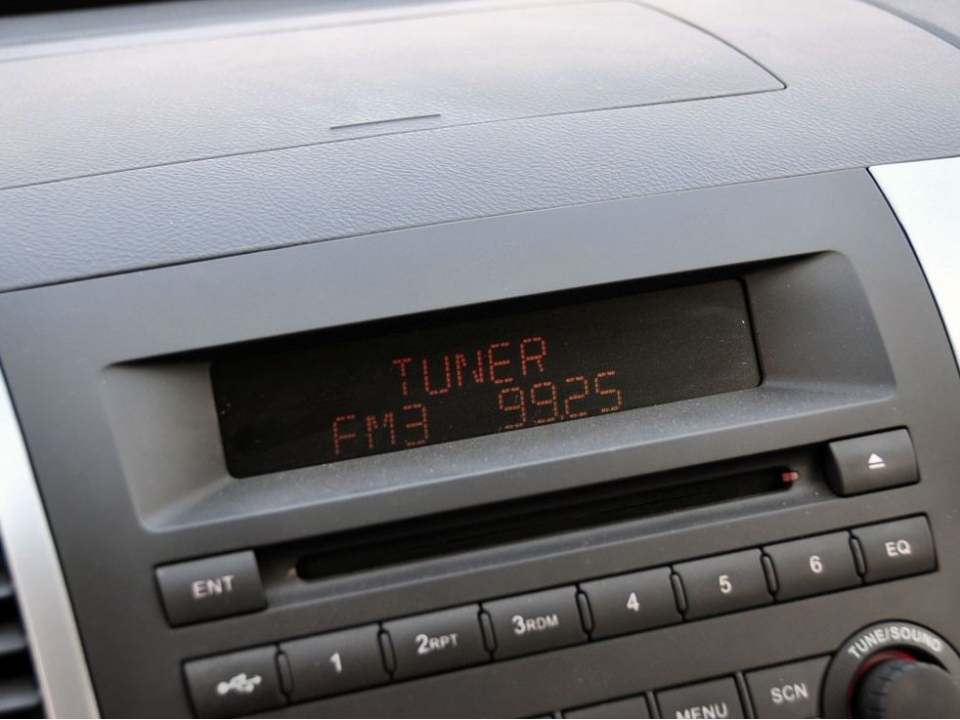 TUNER
FM3 99.25
ENT
1 2RPT 3RDM 4 5 6 EQ
MENU SCN TUNE/SOUND